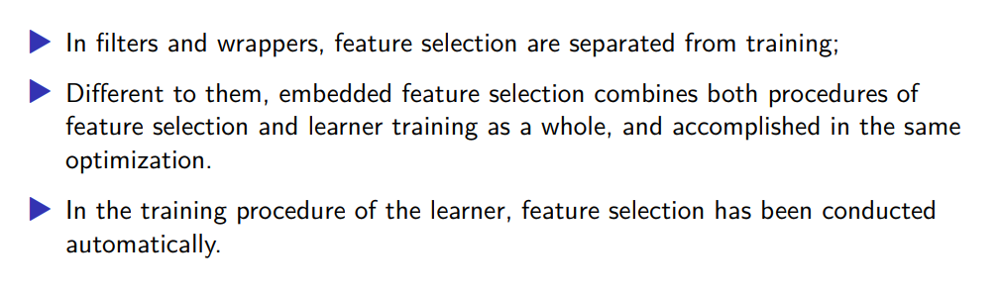 In filters and wrappers, feature selection are separated from training;
Different to them, embedded feature selection combines both procedures of
feature selection and learner training as a whole, and accomplished in the same
optimization.
In the training procedure of the learner, feature selection has been conducted
automatically.